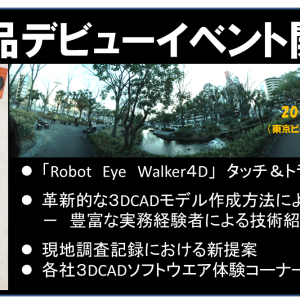 品デビューイベント開
20
(東京ビ
● 「Robot Eye Walker4D」 タッチ＆トラ
● 革新的な3DCADモデル作成方法によ
－ 豊富な実務経験者による技術紹
● 現地調査記録における新提案
● 各社3DCADソフトウエア体験コーナー